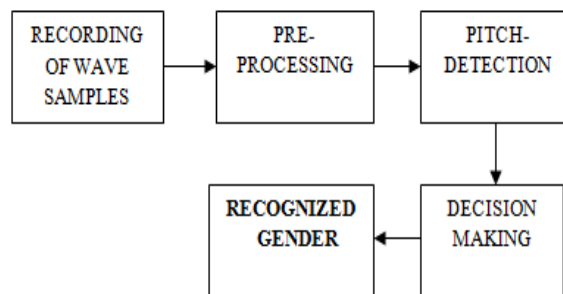 RECORDING
OF WAVE
SAMPLES
PRE-
PROCESSING
PITCH-
DETECTION
DECISION
MAKING
RECOGNIZED
GENDER